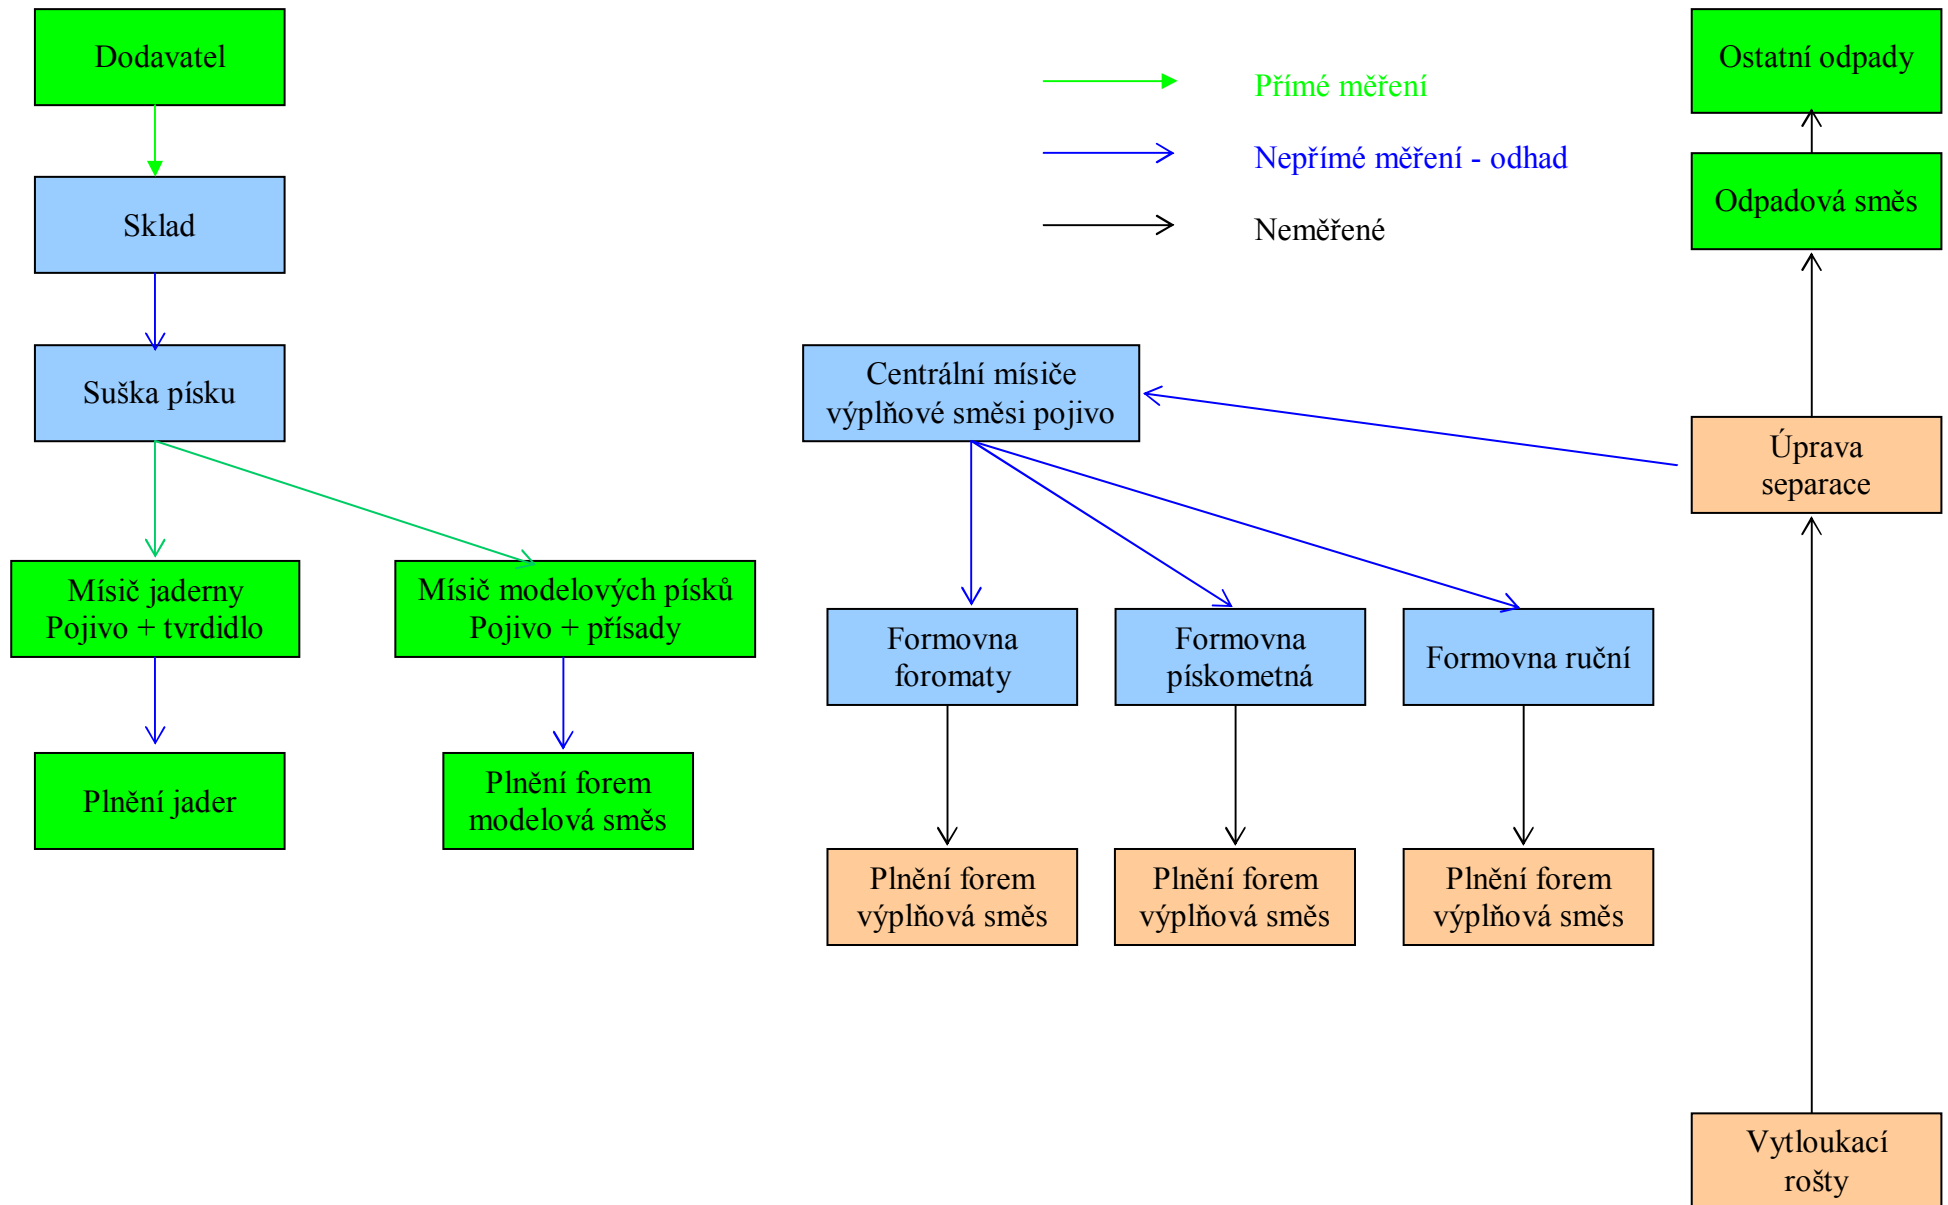 Dodavatel
Sklad
Suška písku
Mísič jaderny
Pojivo + tvrdidlo
Plnění jader
Mísič modelových písků
Pojivo + přísady
Plnění forem
modelová směs
Přímé měření
Nepřímé měření - odhad
Neměřené
Centrální mísiče
výplňové směsi pojivo
Formovna
foromaty
Formovna
pískometná
Formovna ruční
Plnění forem
výplňová směs
Plnění forem
výplňová směs
Plnění forem
výplňová směs
Ostatní odpady
Odpadová směs
Úprava
separace
Vytloukací
rošty